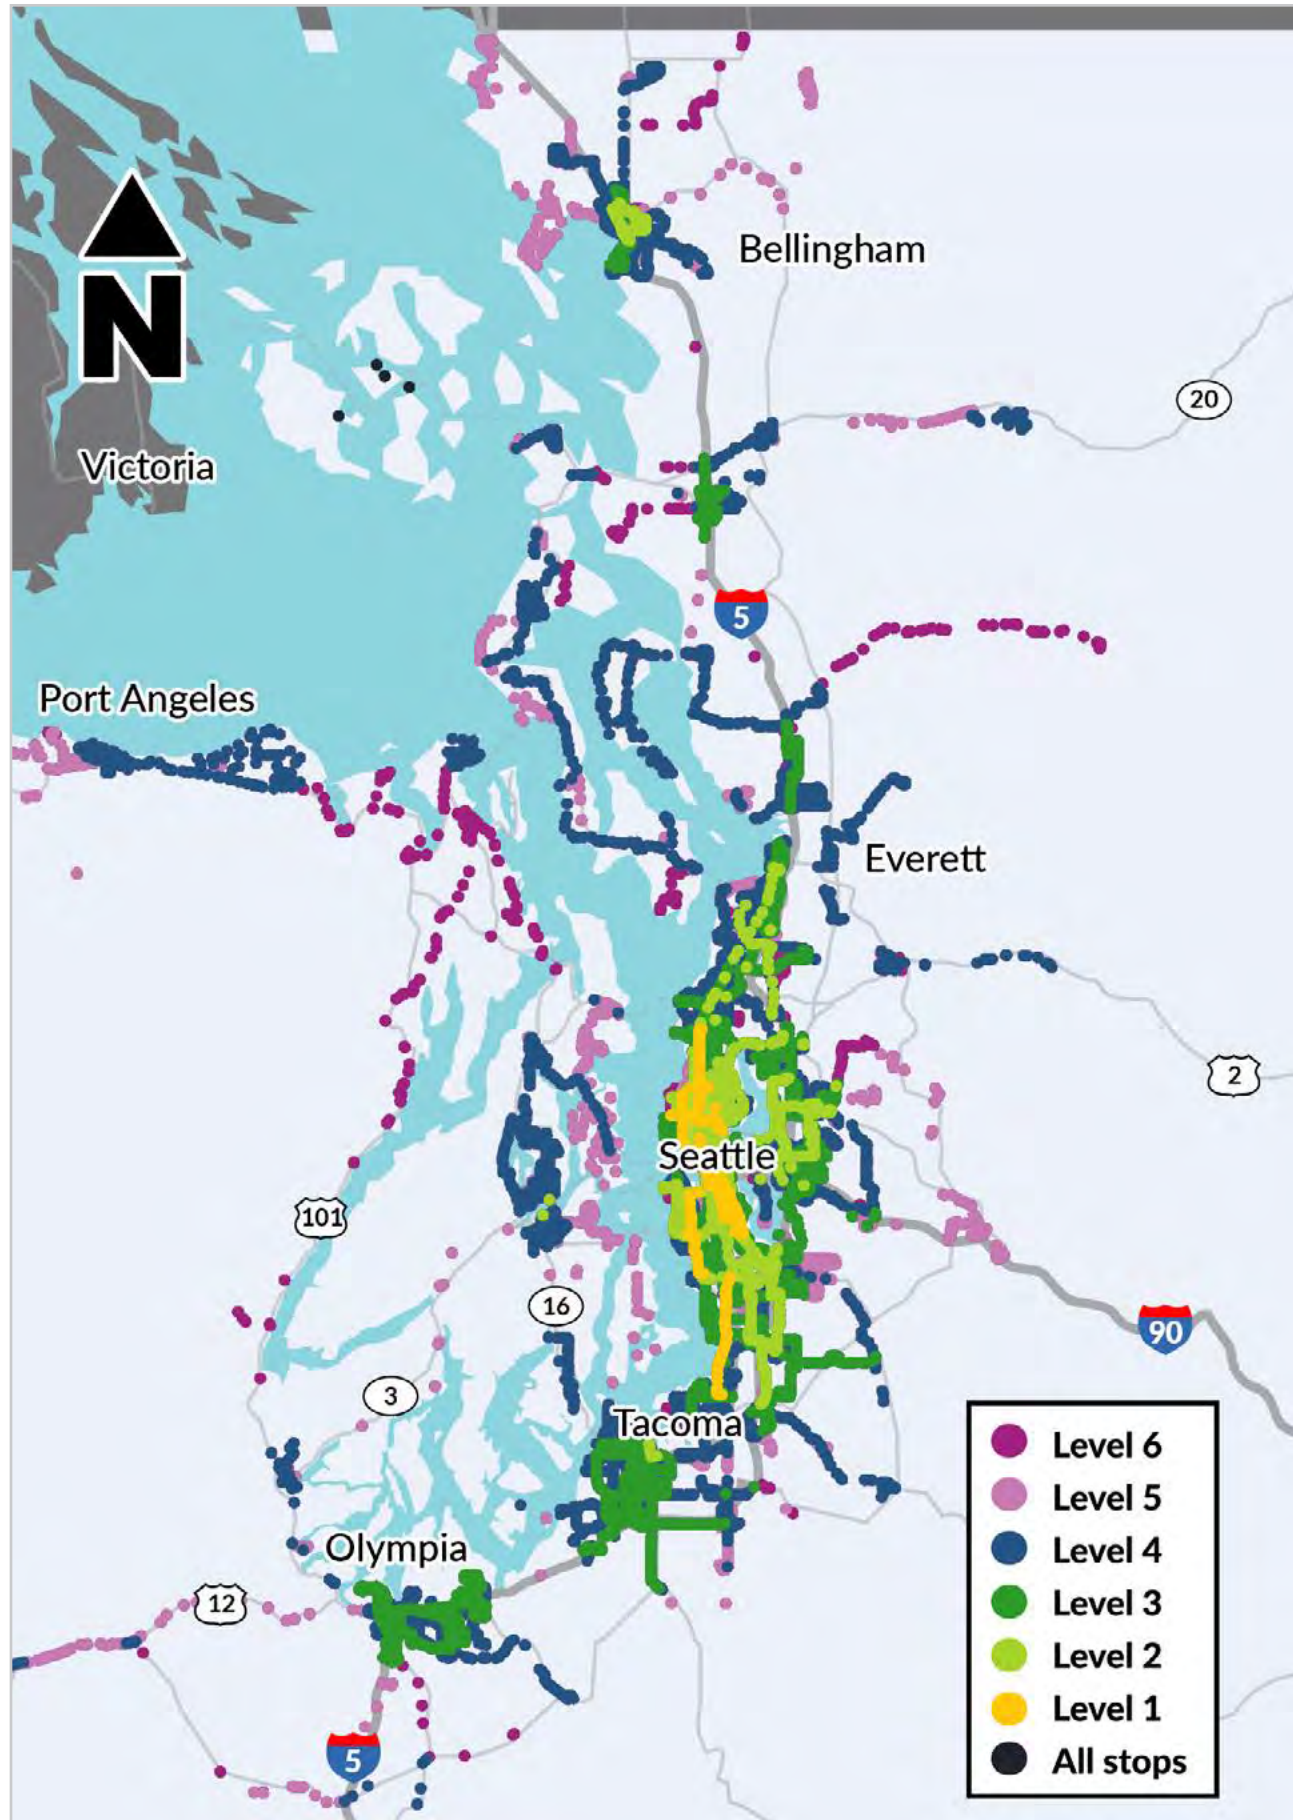 N
Bellingham
20
Victoria
5
Port Angeles
Everett
2
Seattle
101
16
90
3
Tacoma
Olympia
12
5
Level 6
Level 5
Level 4
Level 3
Level 2
Level 1
All stops